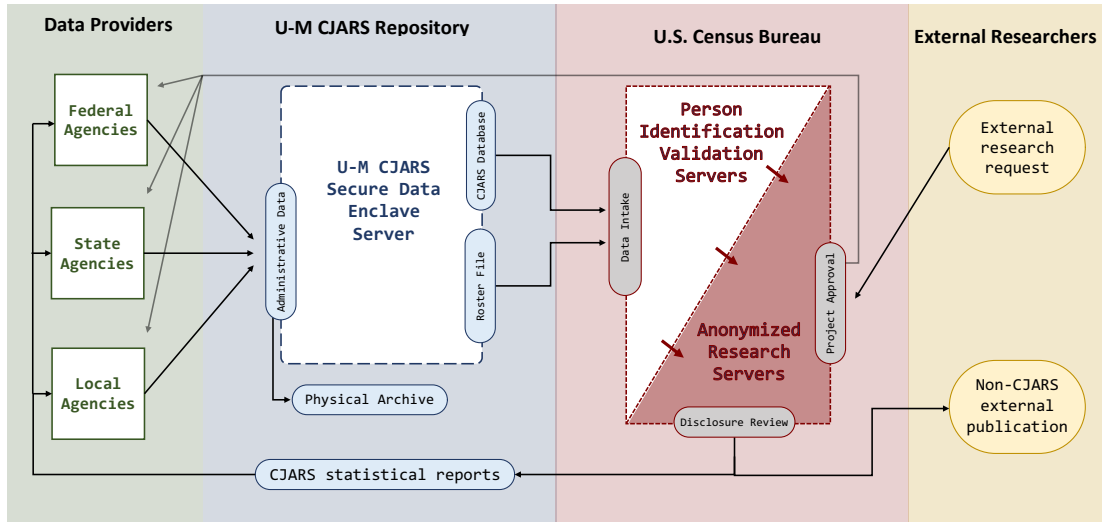 Data Providers
U-M CJARS Repository
U.S. Census Bureau
External Researchers
Federal
Agencies
State
Agencies
Local
Agencies
U-M CJARS
Secure Data
Enclave
Server
Administrative Data
CJARS Database
Roster File
Physical Archive
CJARS statistical reports
Person
Identification
Validation
Servers
Data Intake
Anonymized
Research
Servers
Project Approval
Disclosure Review
External
research
request
Non-CJARS
external
publication